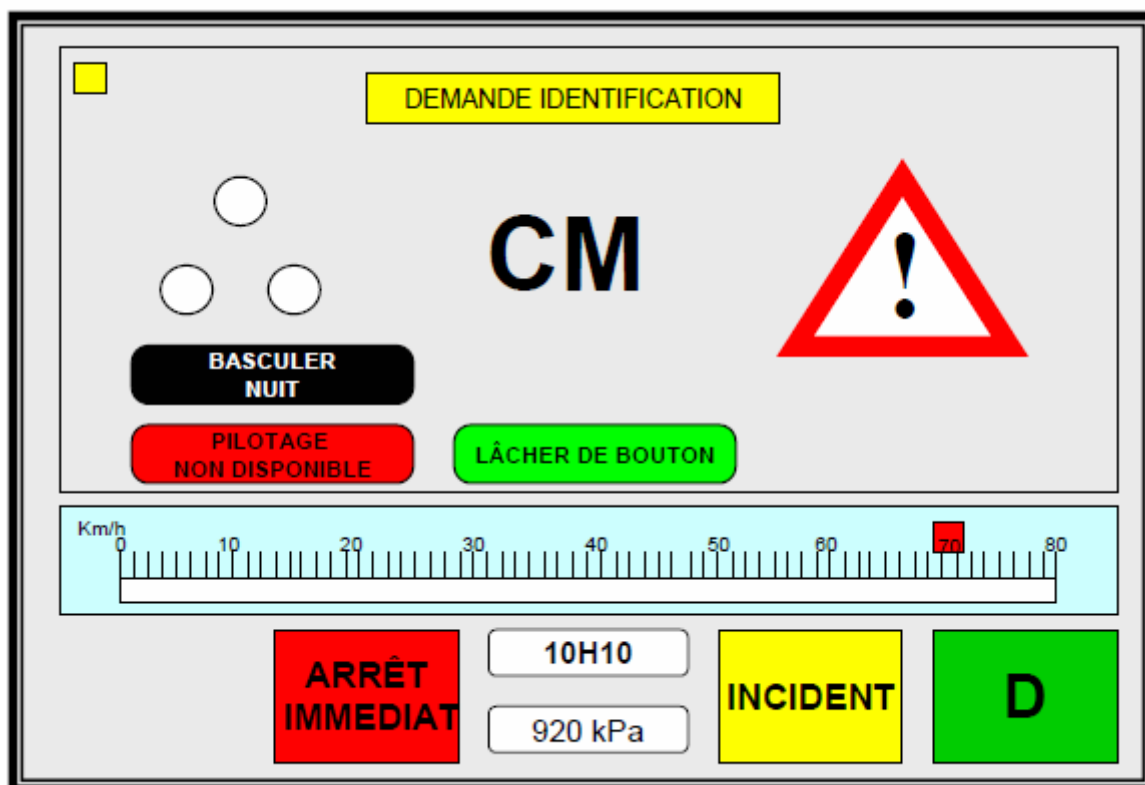 DEMANDE IDENTIFICATION
CM
!
BASCULER
NUIT
PILOTAGE
NON DISPONIBLE
LÂCHER DE BOUTON
Km/h
0 10 20 30 40 50 60 70 80
ARRÊT
IMMEDIAT
10H10
920 kPa
INCIDENT
D